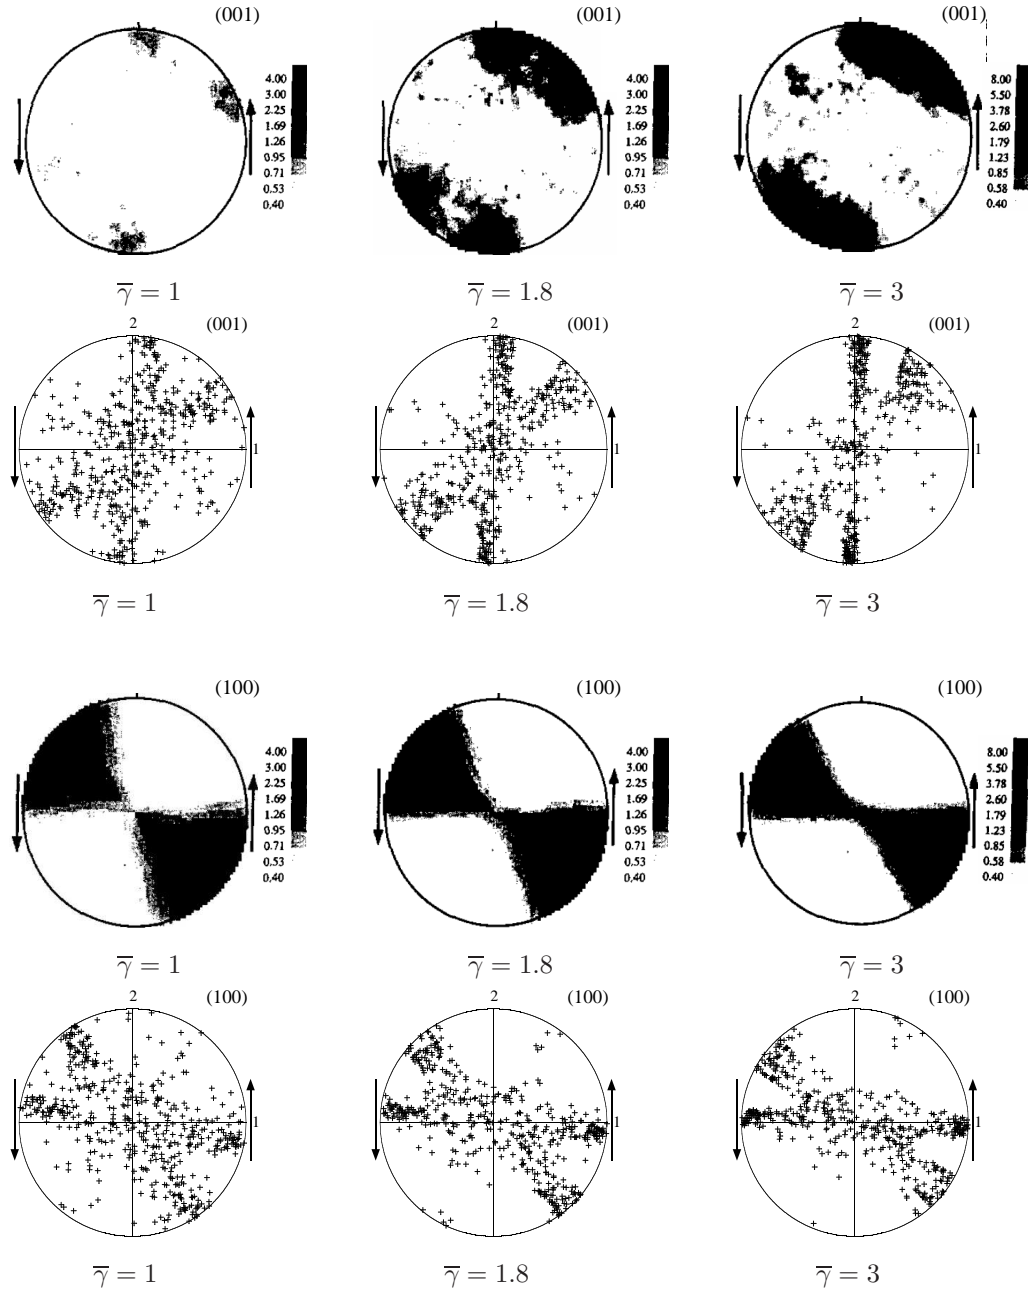 (001) (001) (001)
4.00 4.00 8.00
3.00 3.00 5.50
2.25 2.25 3.78
1.69 1.69 2.60
1.26 1.26 1.79
0.95 0.95 1.23
0.71 0.71 0.85
0.53 0.53 0.58
0.40 0.40 0.40
γ̅ = 1 γ̅ = 1.8 γ̅ = 3
2 (001) 2 (001) 2 (001)
1 1 1
γ̅ = 1 γ̅ = 1.8 γ̅ = 3
(100) (100) (100)
4.00 4.00 8.00
3.00 3.00 5.50
2.25 2.25 3.78
1.69 1.69 2.60
1.26 1.26 1.79
0.95 0.95 1.23
0.71 0.71 0.85
0.53 0.53 0.58
0.40 0.40 0.40
γ̅ = 1 γ̅ = 1.8 γ̅ = 3
2 (100) 2 (100) 2 (100)
1 1 1
γ̅ = 1 γ̅ = 1.8 γ̅ = 3